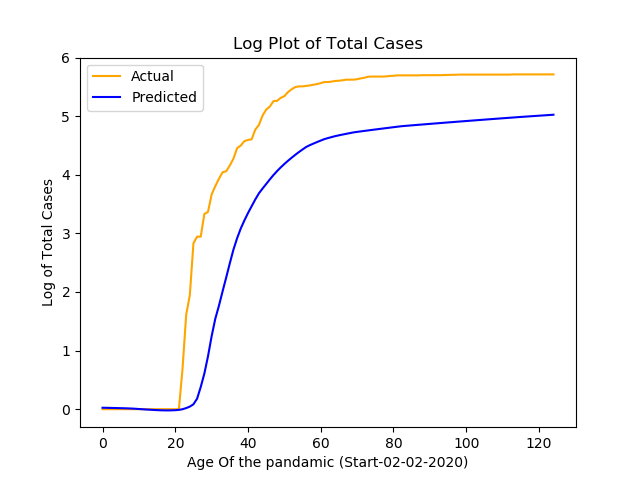 Log Plot of Total Cases
Actual
Predicted
Log of Total Cases
6
5
4
3
2
1
0
0 20 40 60 80 100 120
Age Of the pandamic (Start-02-02-2020)